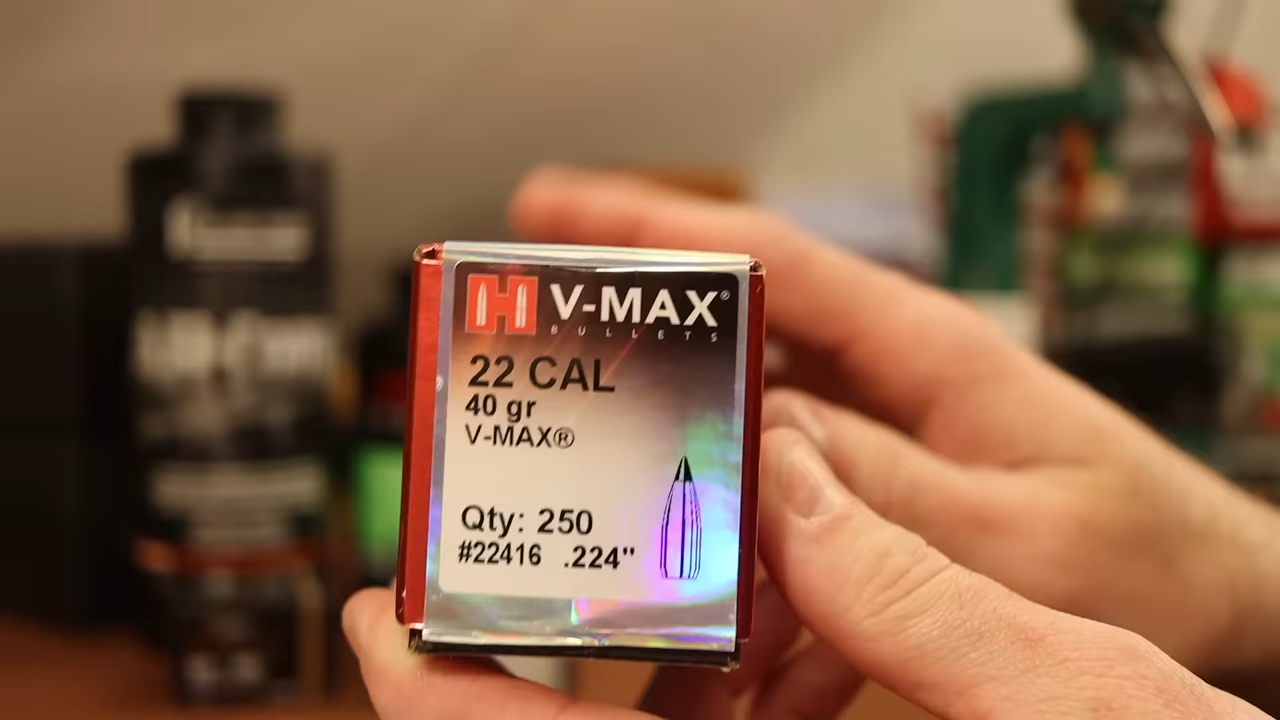 H V-MAX®
BULLETS
22 CAL
40 gr
V-MAX®
Qty: 250
#22416 .224"